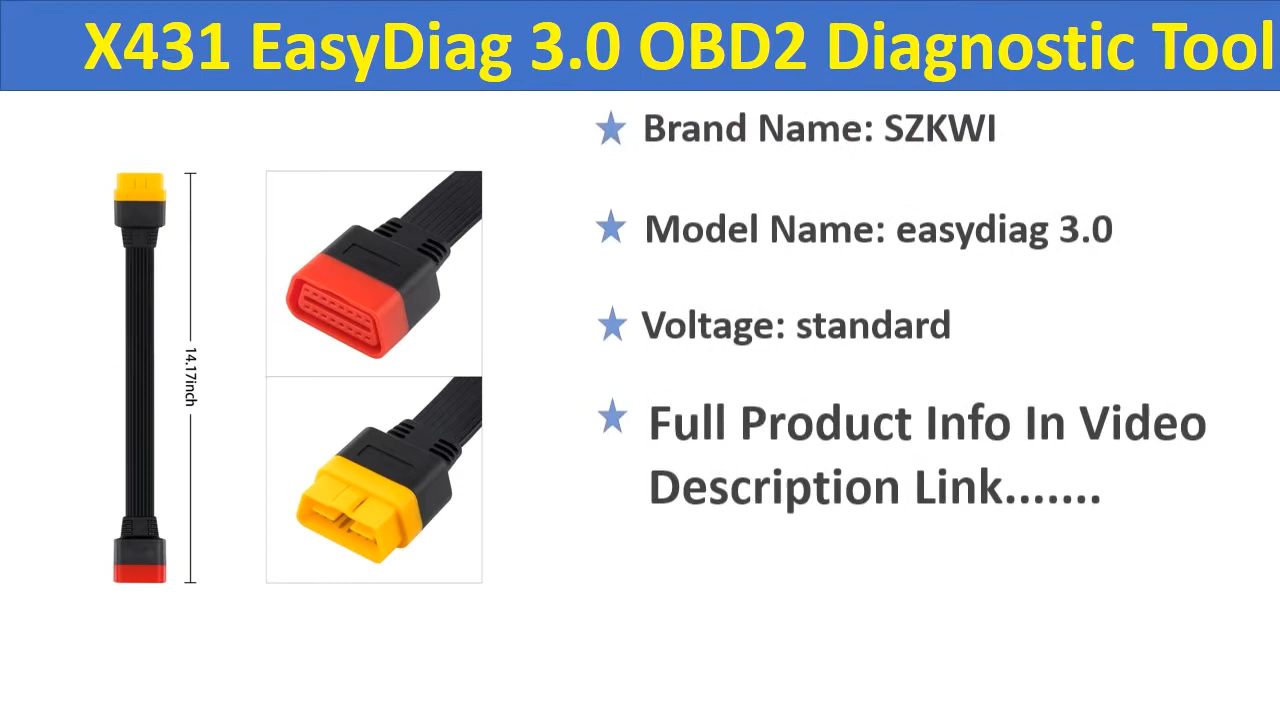 X431 EasyDiag 3.0 OBD2 Diagnostic Tool
Brand Name: SZKWI
Model Name: easydiag 3.0
Voltage: standard
Full Product Info In Video
Description Link.......
14.17inch